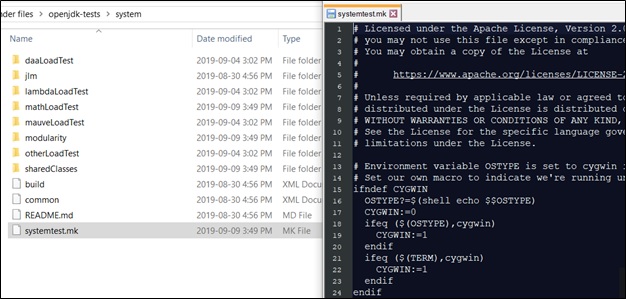 ader files › openjdk-tests › system
Name Date modified Type
daaLoadTest 2019-09-04 3:02 PM File folder
jlm 2019-08-30 4:56 PM File folder
lambdaLoadTest 2019-09-04 3:02 PM File folder
mathLoadTest 2019-09-09 3:49 PM File folder
mauveLoadTest 2019-09-04 3:02 PM File folder
modularity 2019-08-30 4:56 PM File folder
otherLoadTest 2019-09-04 3:02 PM File folder
sharedClasses 2019-09-09 3:49 PM File folder
build 2019-08-30 4:56 PM XML Docu
common 2019-08-30 4:56 PM XML Docu
README.md 2019-08-30 4:56 PM MD File
systemtest.mk 2019-09-09 3:49 PM MK File
systemtest.mk
1 # Licensed under the Apache License, Version 2.0
2 # you may not use this file except in compliance
3 # You may obtain a copy of the License at
4 #
5 # https://www.apache.org/licenses/LICENSE-2
6 #
7 # Unless required by applicable law or agreed to
8 # distributed under the License is distributed o
9 # WITHOUT WARRANTIES OR CONDITIONS OF ANY KIND,
10 # See the License for the specific language gove
11 # limitations under the License.
12
13 # Environment variable OSTYPE is set to cygwin i
14 # Set our own macro to indicate we're running un
15 ifndef CYGWIN
16 OSTYPE?=$(shell echo $$OSTYPE)
17 CYGWIN:=0
18 ifeq ($(OSTYPE),cygwin)
19 CYGWIN:=1
20 endif
21 ifeq ($(TERM),cygwin)
22 CYGWIN:=1
23 endif
24 endif